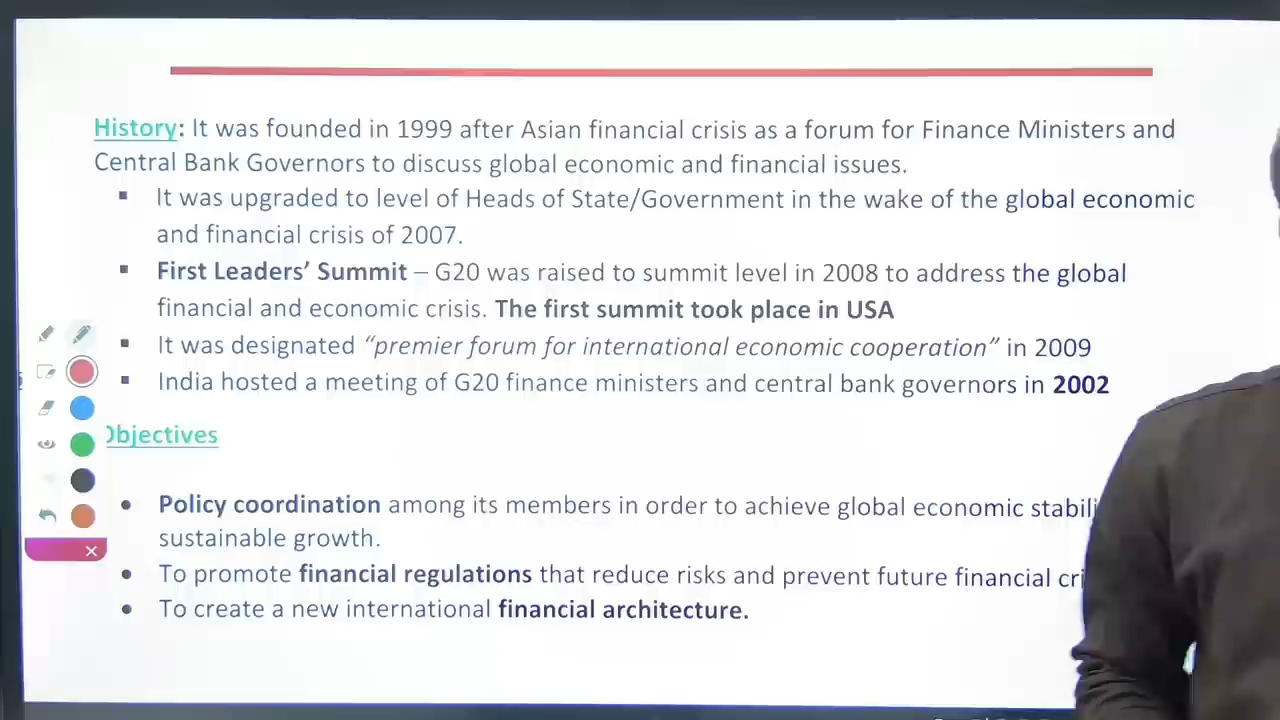 History: It was founded in 1999 after Asian financial crisis as a forum for Finance Ministers and
Central Bank Governors to discuss global economic and financial issues.
▪ It was upgraded to level of Heads of State/Government in the wake of the global economic
and financial crisis of 2007.
▪ First Leaders’ Summit – G20 was raised to summit level in 2008 to address the global
financial and economic crisis. The first summit took place in USA
▪ It was designated “premier forum for international economic cooperation” in 2009
▪ India hosted a meeting of G20 finance ministers and central bank governors in 2002
Objectives
• Policy coordination among its members in order to achieve global economic stabili
sustainable growth.
• To promote financial regulations that reduce risks and prevent future financial cri
• To create a new international financial architecture.